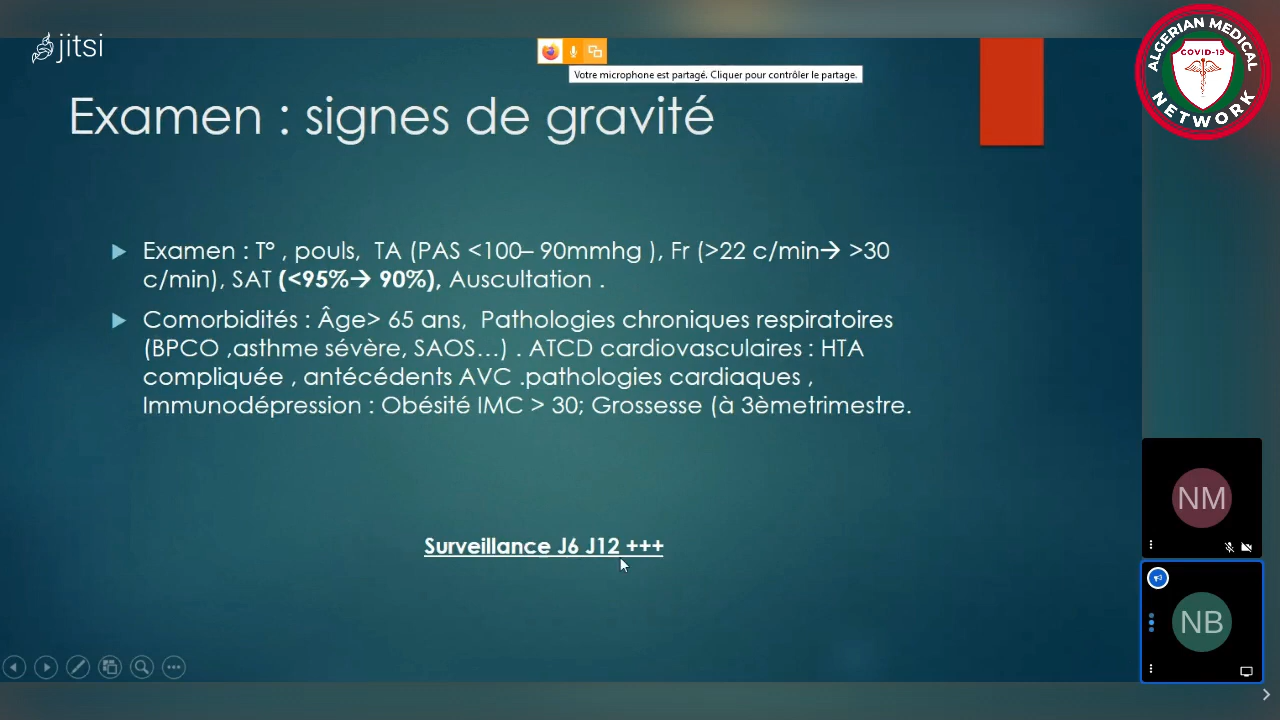 jitsi
Votre microphone est partagé. Cliquer pour contrôler le partage.
ALGERIAN MEDICAL
COVID-19
NETWORK
Examen : signes de gravité
Examen : T° , pouls, TA (PAS <100– 90mmhg ), Fr (>22 c/min→ >30
c/min), SAT (<95%→ 90%), Auscultation .
Comorbidités : Âge> 65 ans, Pathologies chroniques respiratoires
(BPCO ,asthme sévère, SAOS…) . ATCD cardiovasculaires : HTA
compliquée , antécédents AVC .pathologies cardiaques ,
Immunodépression : Obésité IMC > 30; Grossesse (à 3èmetrimestre.
Surveillance J6 J12 +++
NM
NB